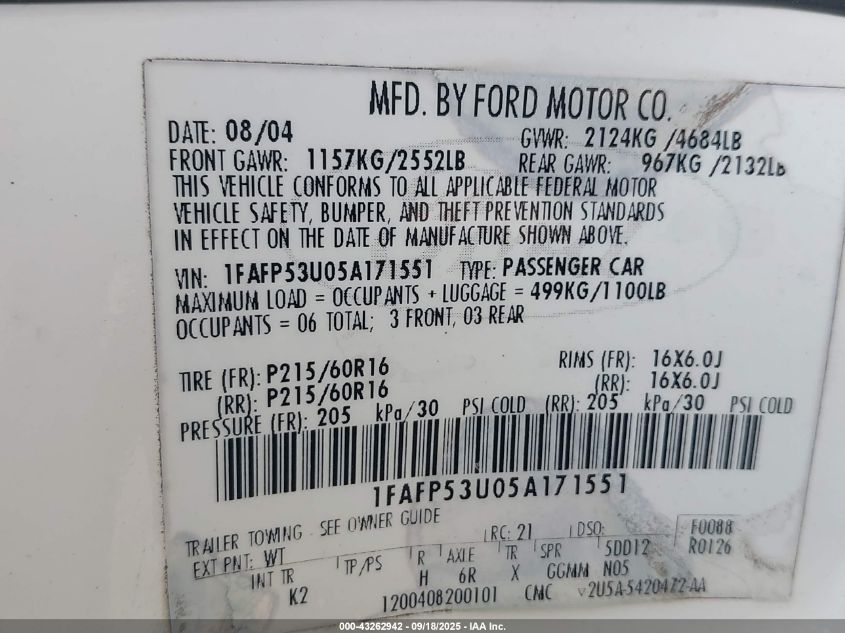 MFD. BY FORD MOTOR CO.
DATE: 08/04 GVWR: 2124KG /4684LB
FRONT GAWR: 1157KG/2552LB REAR GAWR: 967KG /2132LB
THIS VEHICLE CONFORMS TO ALL APPLICABLE FEDERAL MOTOR
VEHICLE SAFETY, BUMPER, AND THEFT PREVENTION STANDARDS
IN EFFECT ON THE DATE OF MANUFACTURE SHOWN ABOVE.
VIN: 1FAFP53U05A171551 TYPE: PASSENGER CAR
MAXIMUM LOAD = OCCUPANTS + LUGGAGE = 499KG/1100LB
OCCUPANTS = 06 TOTAL; 3 FRONT, 03 REAR
TIRE (FR): P215/60R16 RIMS (FR): 16X6.0J
(RR): P215/60R16 (RR): 16X6.0J
PRESSURE (FR): 205 kPa/30 PSI COLD (RR): 205 kPa/30 PSI COLD
1FAFP53U05A171551
TRAILER TOWING - SEE OWNER GUIDE RC: 21 DSO: F0088
EXT PNT: WT R0126
INT TR TP/PS R AXLE TR SPR 5DD12
K2 H 6R X GGMM N05
1200408200101 CMC 2U5A-5420472-AA
000-43262942 - 09/18/2025 - IAA Inc.